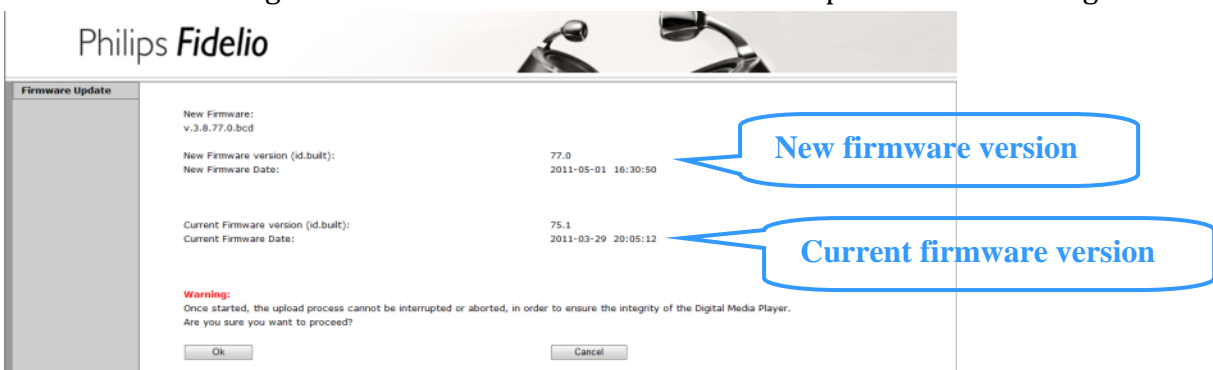 Philips Fidelio
Firmware Update
New Firmware:
v.3.8.77.0.bcd
New Firmware version (id.built): 77.0
New Firmware Date: 2011-05-01 16:30:50
New firmware version
Current Firmware version (id.built): 75.1
Current Firmware Date: 2011-03-29 20:05:12
Current firmware version
Warning:
Once started, the upload process cannot be interrupted or aborted, in order to ensure the integrity of the Digital Media Player.
Are you sure you want to proceed?
Ok Cancel